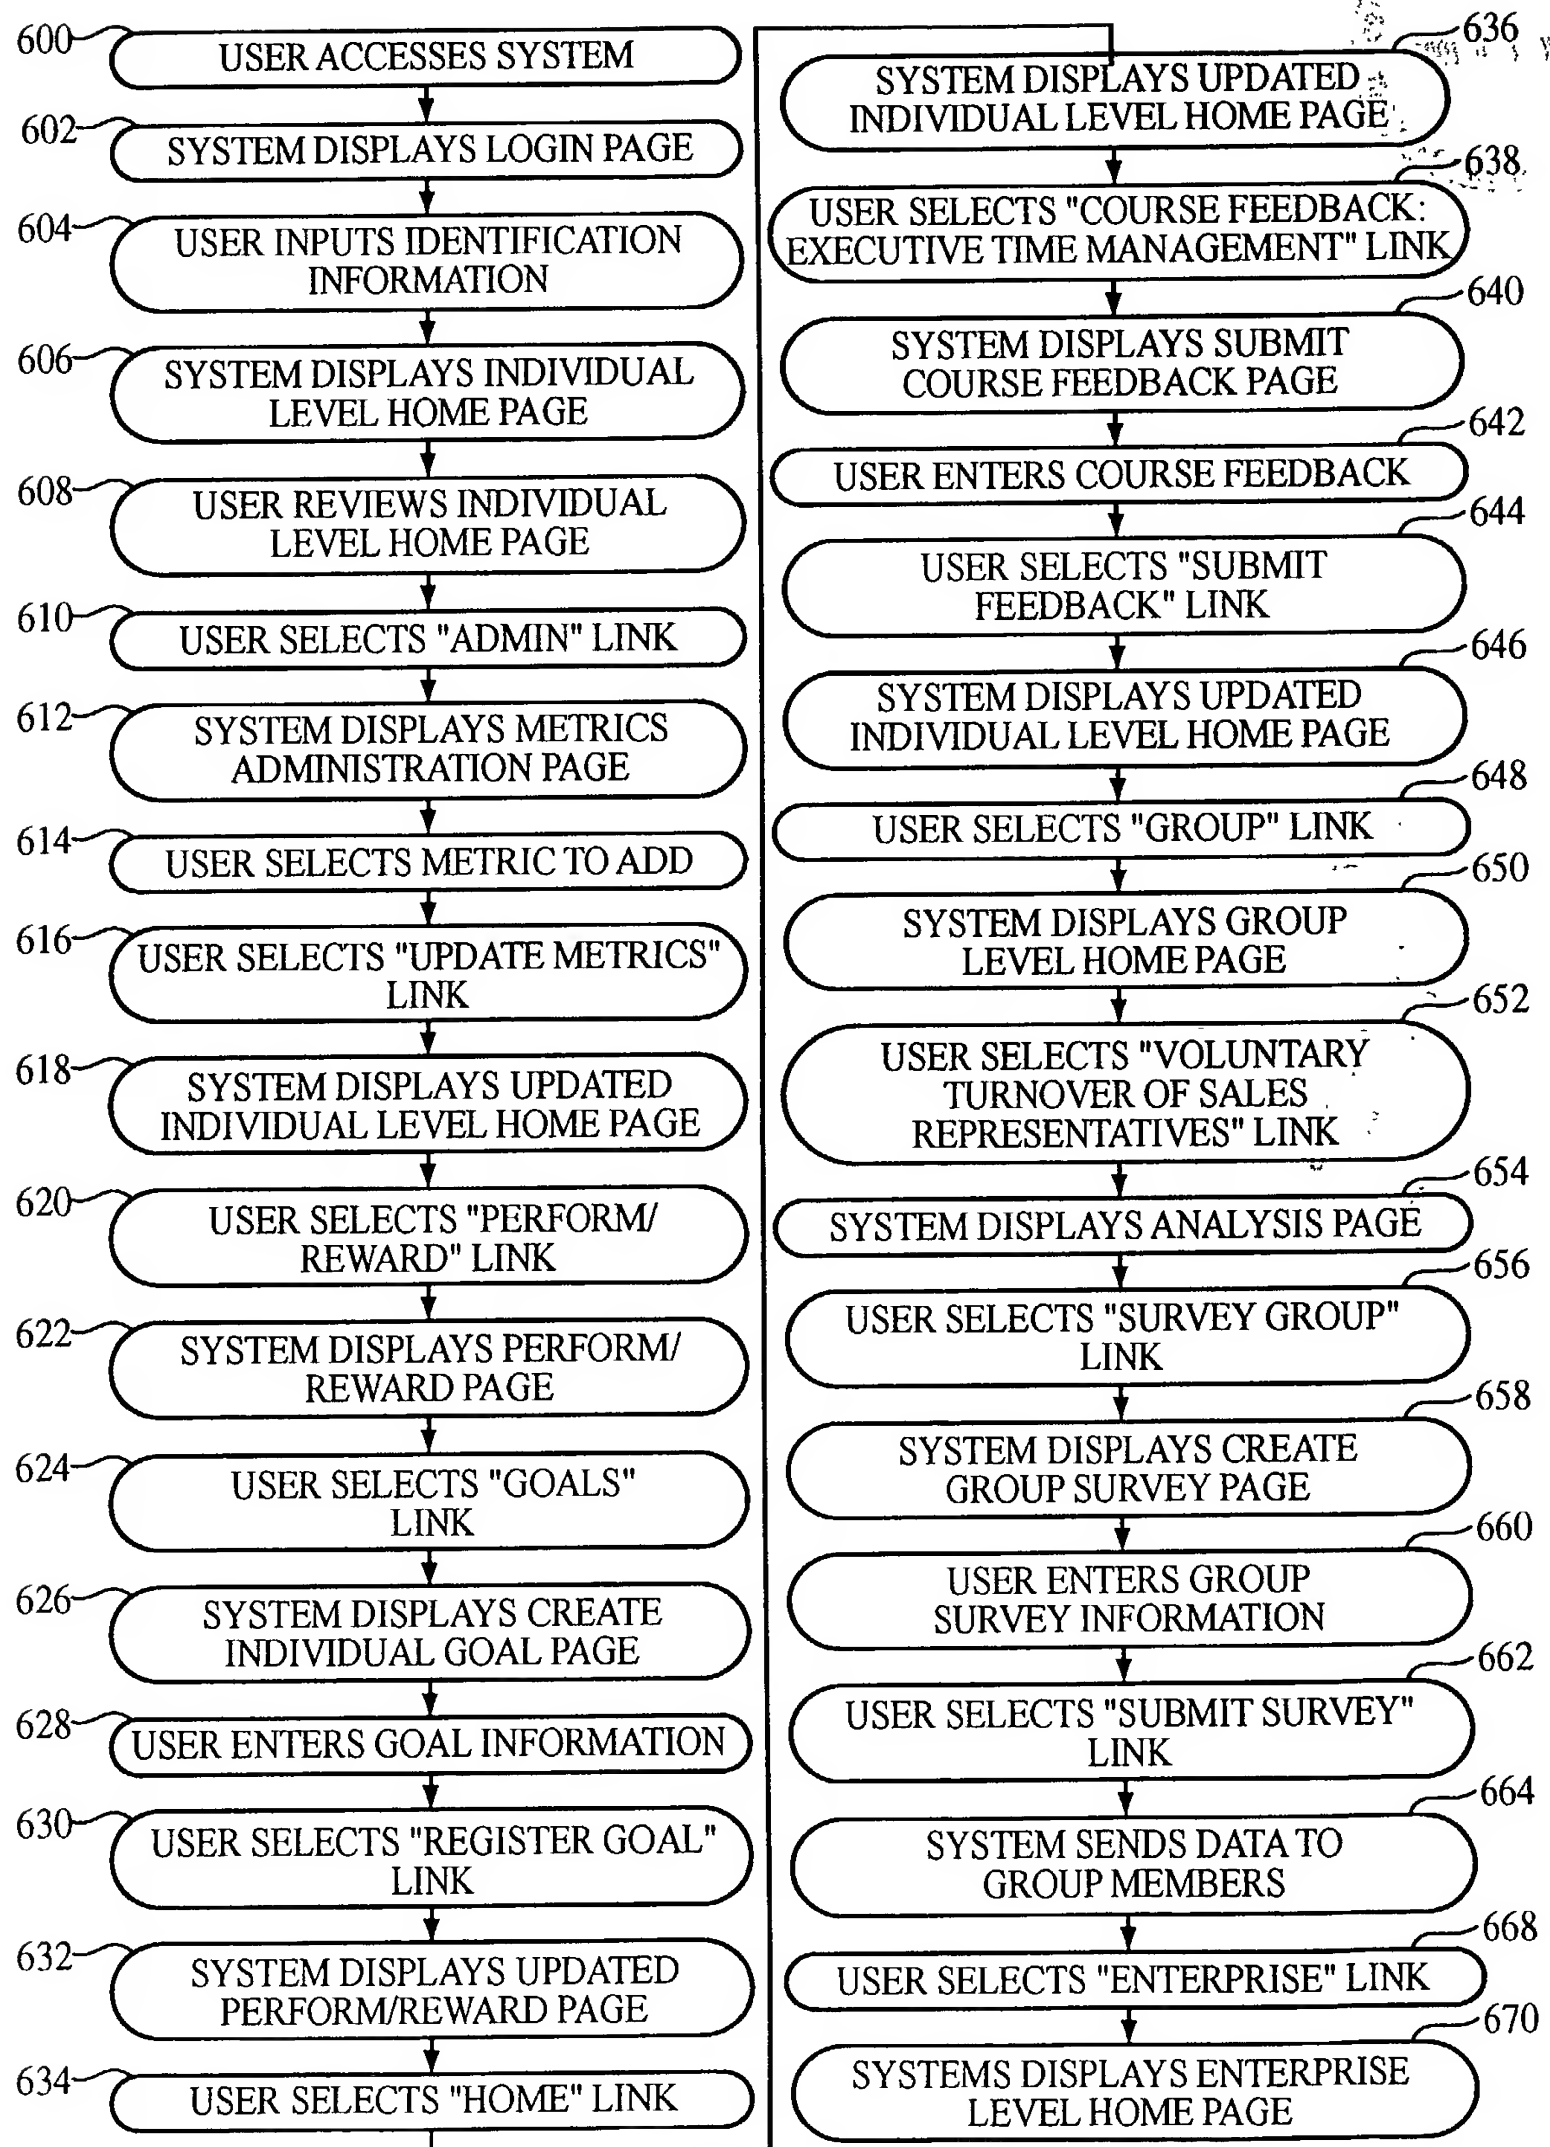 600
USER ACCESSES SYSTEM
602
SYSTEM DISPLAYS LOGIN PAGE
604
USER INPUTS IDENTIFICATION
INFORMATION
606
SYSTEM DISPLAYS INDIVIDUAL
LEVEL HOME PAGE
608
USER REVIEWS INDIVIDUAL
LEVEL HOME PAGE
610
USER SELECTS "ADMIN" LINK
612
SYSTEM DISPLAYS METRICS
ADMINISTRATION PAGE
614
USER SELECTS METRIC TO ADD
616
USER SELECTS "UPDATE METRICS"
LINK
618
SYSTEM DISPLAYS UPDATED
INDIVIDUAL LEVEL HOME PAGE
620
USER SELECTS "PERFORM/
REWARD" LINK
622
SYSTEM DISPLAYS PERFORM/
REWARD PAGE
624
USER SELECTS "GOALS"
LINK
626
SYSTEM DISPLAYS CREATE
INDIVIDUAL GOAL PAGE
628
USER ENTERS GOAL INFORMATION
630
USER SELECTS "REGISTER GOAL"
LINK
632
SYSTEM DISPLAYS UPDATED
PERFORM/REWARD PAGE
634
USER SELECTS "HOME" LINK
636
SYSTEM DISPLAYS UPDATED
INDIVIDUAL LEVEL HOME PAGE
638
USER SELECTS "COURSE FEEDBACK:
EXECUTIVE TIME MANAGEMENT" LINK
640
SYSTEM DISPLAYS SUBMIT
COURSE FEEDBACK PAGE
642
USER ENTERS COURSE FEEDBACK
644
USER SELECTS "SUBMIT
FEEDBACK" LINK
646
SYSTEM DISPLAYS UPDATED
INDIVIDUAL LEVEL HOME PAGE
648
USER SELECTS "GROUP" LINK
650
SYSTEM DISPLAYS GROUP
LEVEL HOME PAGE
652
USER SELECTS "VOLUNTARY
TURNOVER OF SALES
REPRESENTATIVES" LINK
654
SYSTEM DISPLAYS ANALYSIS PAGE
656
USER SELECTS "SURVEY GROUP"
LINK
658
SYSTEM DISPLAYS CREATE
GROUP SURVEY PAGE
660
USER ENTERS GROUP
SURVEY INFORMATION
662
USER SELECTS "SUBMIT SURVEY"
LINK
664
SYSTEM SENDS DATA TO
GROUP MEMBERS
668
USER SELECTS "ENTERPRISE" LINK
670
SYSTEMS DISPLAYS ENTERPRISE
LEVEL HOME PAGE